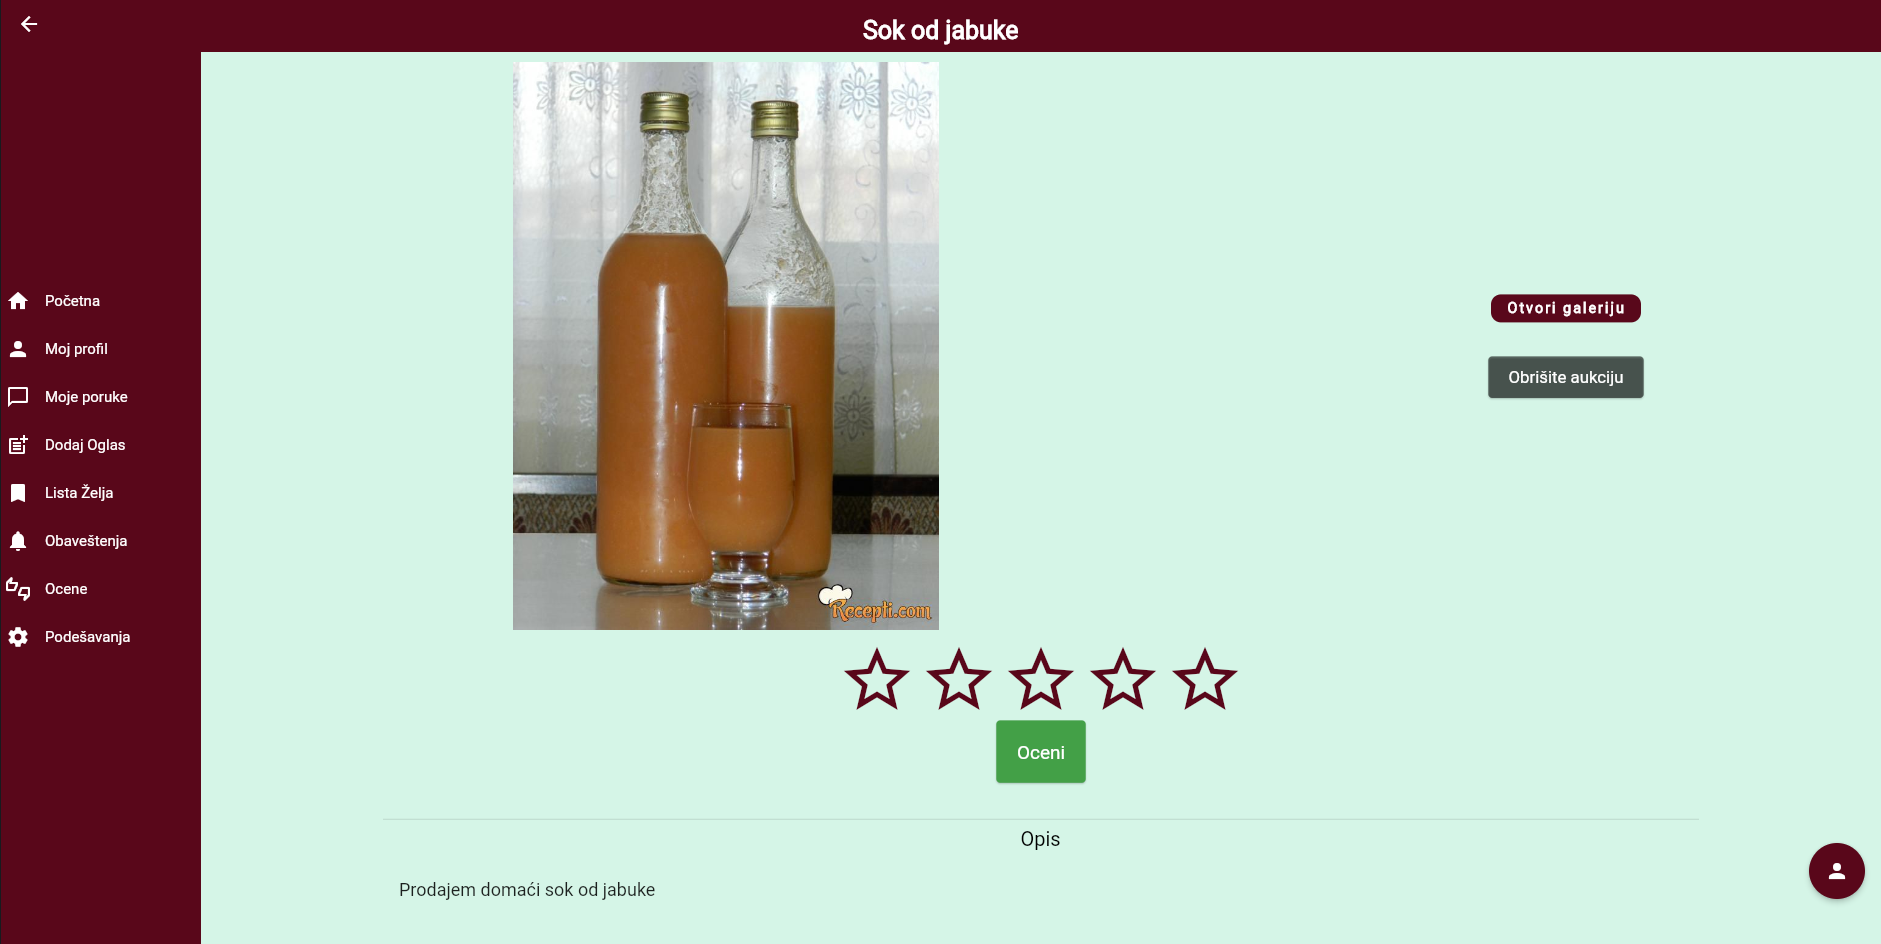 Sok od jabuke
Početna
Moj profil
Moje poruke
Dodaj Oglas
Lista Želja
Obaveštenja
Ocene
Podešavanja
Recepti.com
Otvori galeriju
Obrišite aukciju
Oceni
Opis
Prodajem domaći sok od jabuke